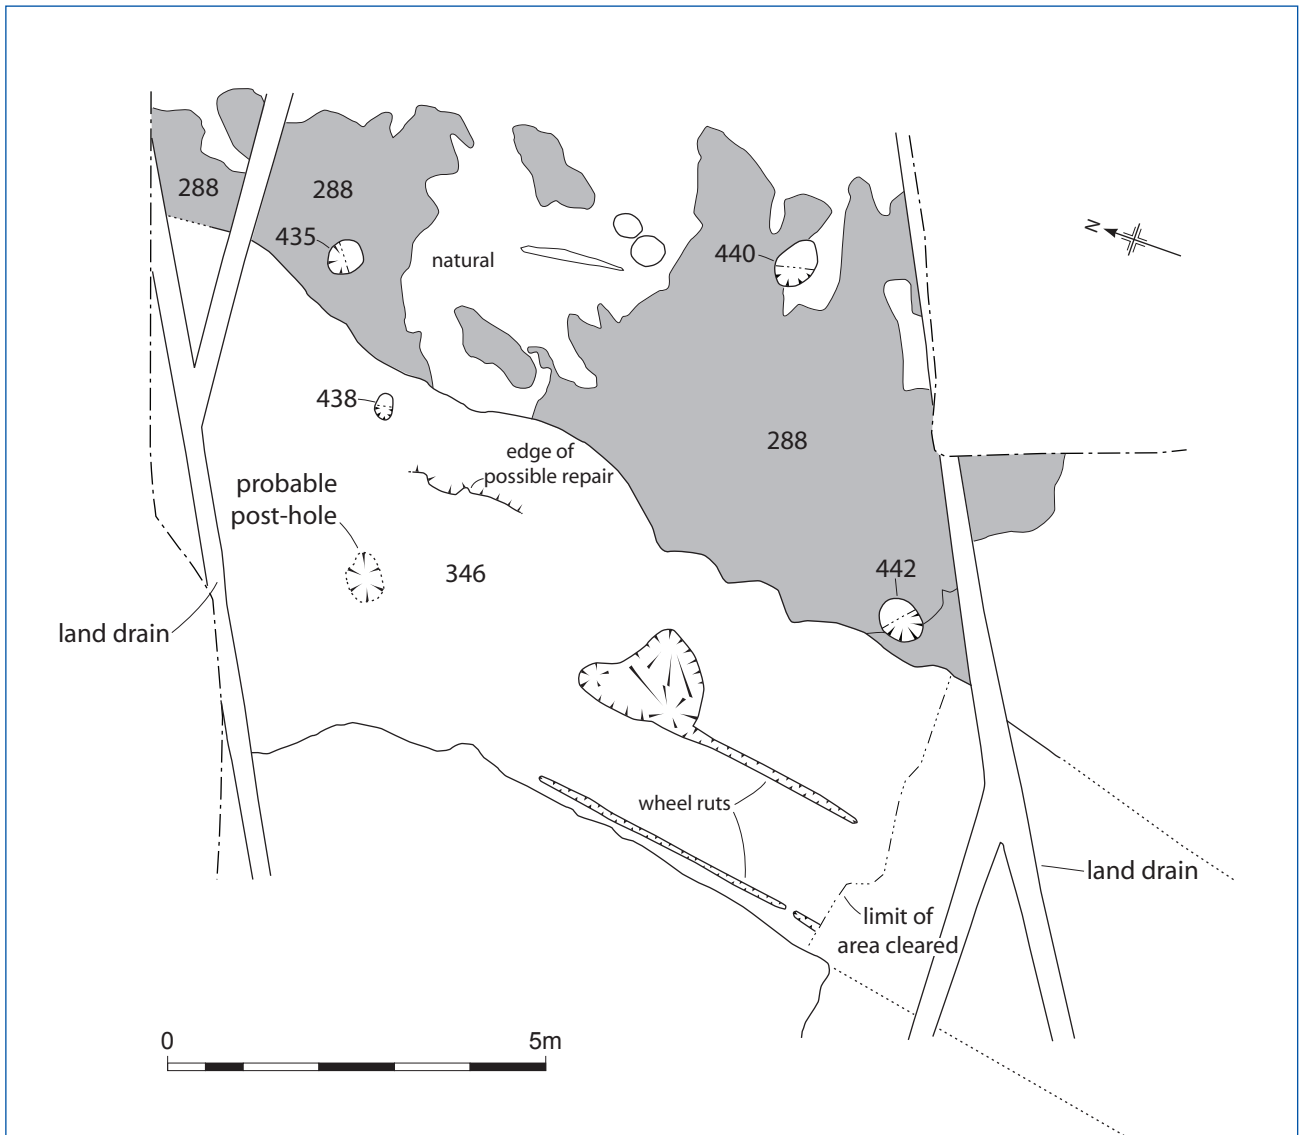 288
288
435
natural
440
N
438
edge of
possible repair
288
probable
post-hole
346
442
land drain
wheel ruts
land drain
limit of
area cleared
0
5m